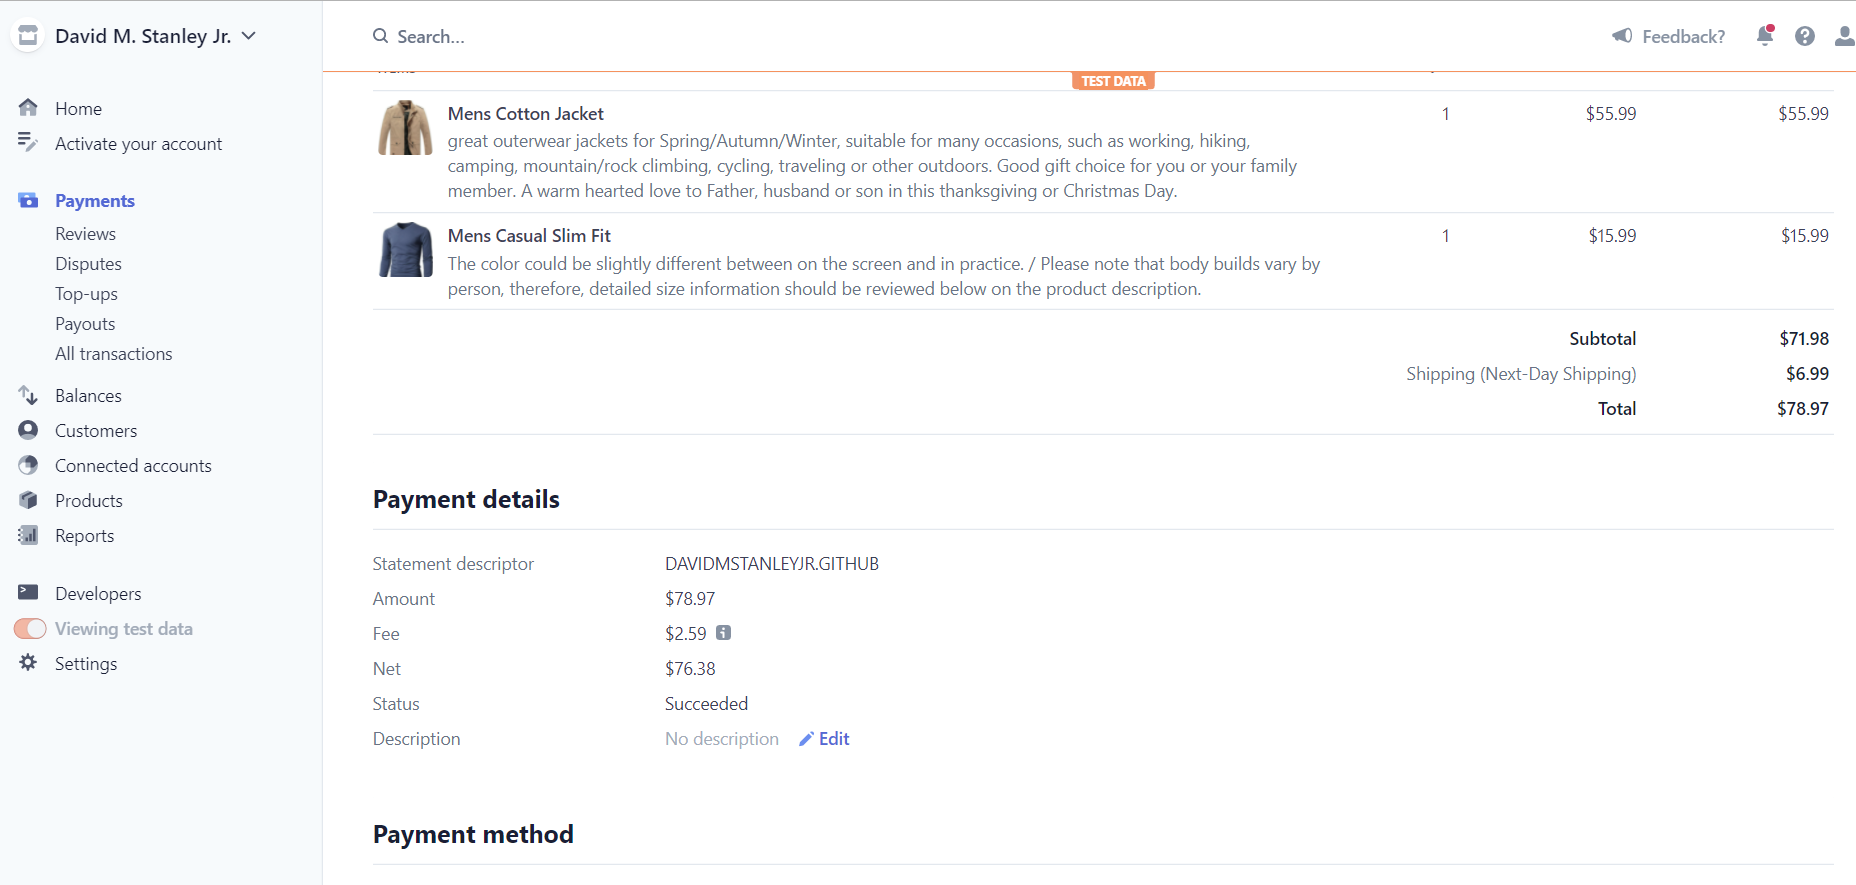 David M. Stanley Jr.
Search...
Feedback?
Home
Activate your account
Payments
Reviews
Disputes
Top-ups
Payouts
All transactions
Balances
Customers
Connected accounts
Products
Reports
Developers
Viewing test data
Settings
TEST DATA
Mens Cotton Jacket 1 $55.99 $55.99
great outerwear jackets for Spring/Autumn/Winter, suitable for many occasions, such as working, hiking,
camping, mountain/rock climbing, cycling, traveling or other outdoors. Good gift choice for you or your family
member. A warm hearted love to Father, husband or son in this thanksgiving or Christmas Day.
Mens Casual Slim Fit 1 $15.99 $15.99
The color could be slightly different between on the screen and in practice. / Please note that body builds vary by
person, therefore, detailed size information should be reviewed below on the product description.
Subtotal $71.98
Shipping (Next-Day Shipping) $6.99
Total $78.97
Payment details
Statement descriptor DAVIDMSTANLEYJR.GITHUB
Amount $78.97
Fee $2.59
Net $76.38
Status Succeeded
Description No description Edit
Payment method